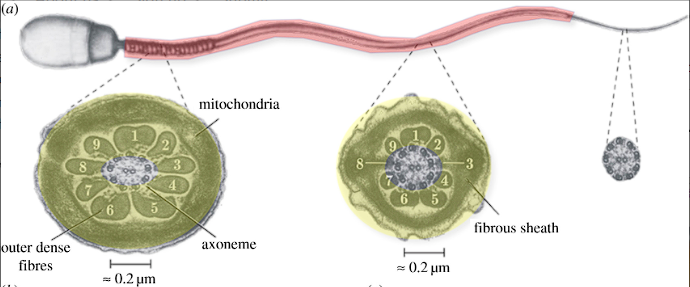 (a)
mitochondria
1
2
3
4
5
6
7
8
9
outer dense
fibres
axoneme
≈ 0.2 µm
1
2
3
4
5
6
7
8
9
fibrous sheath
≈ 0.2 µm